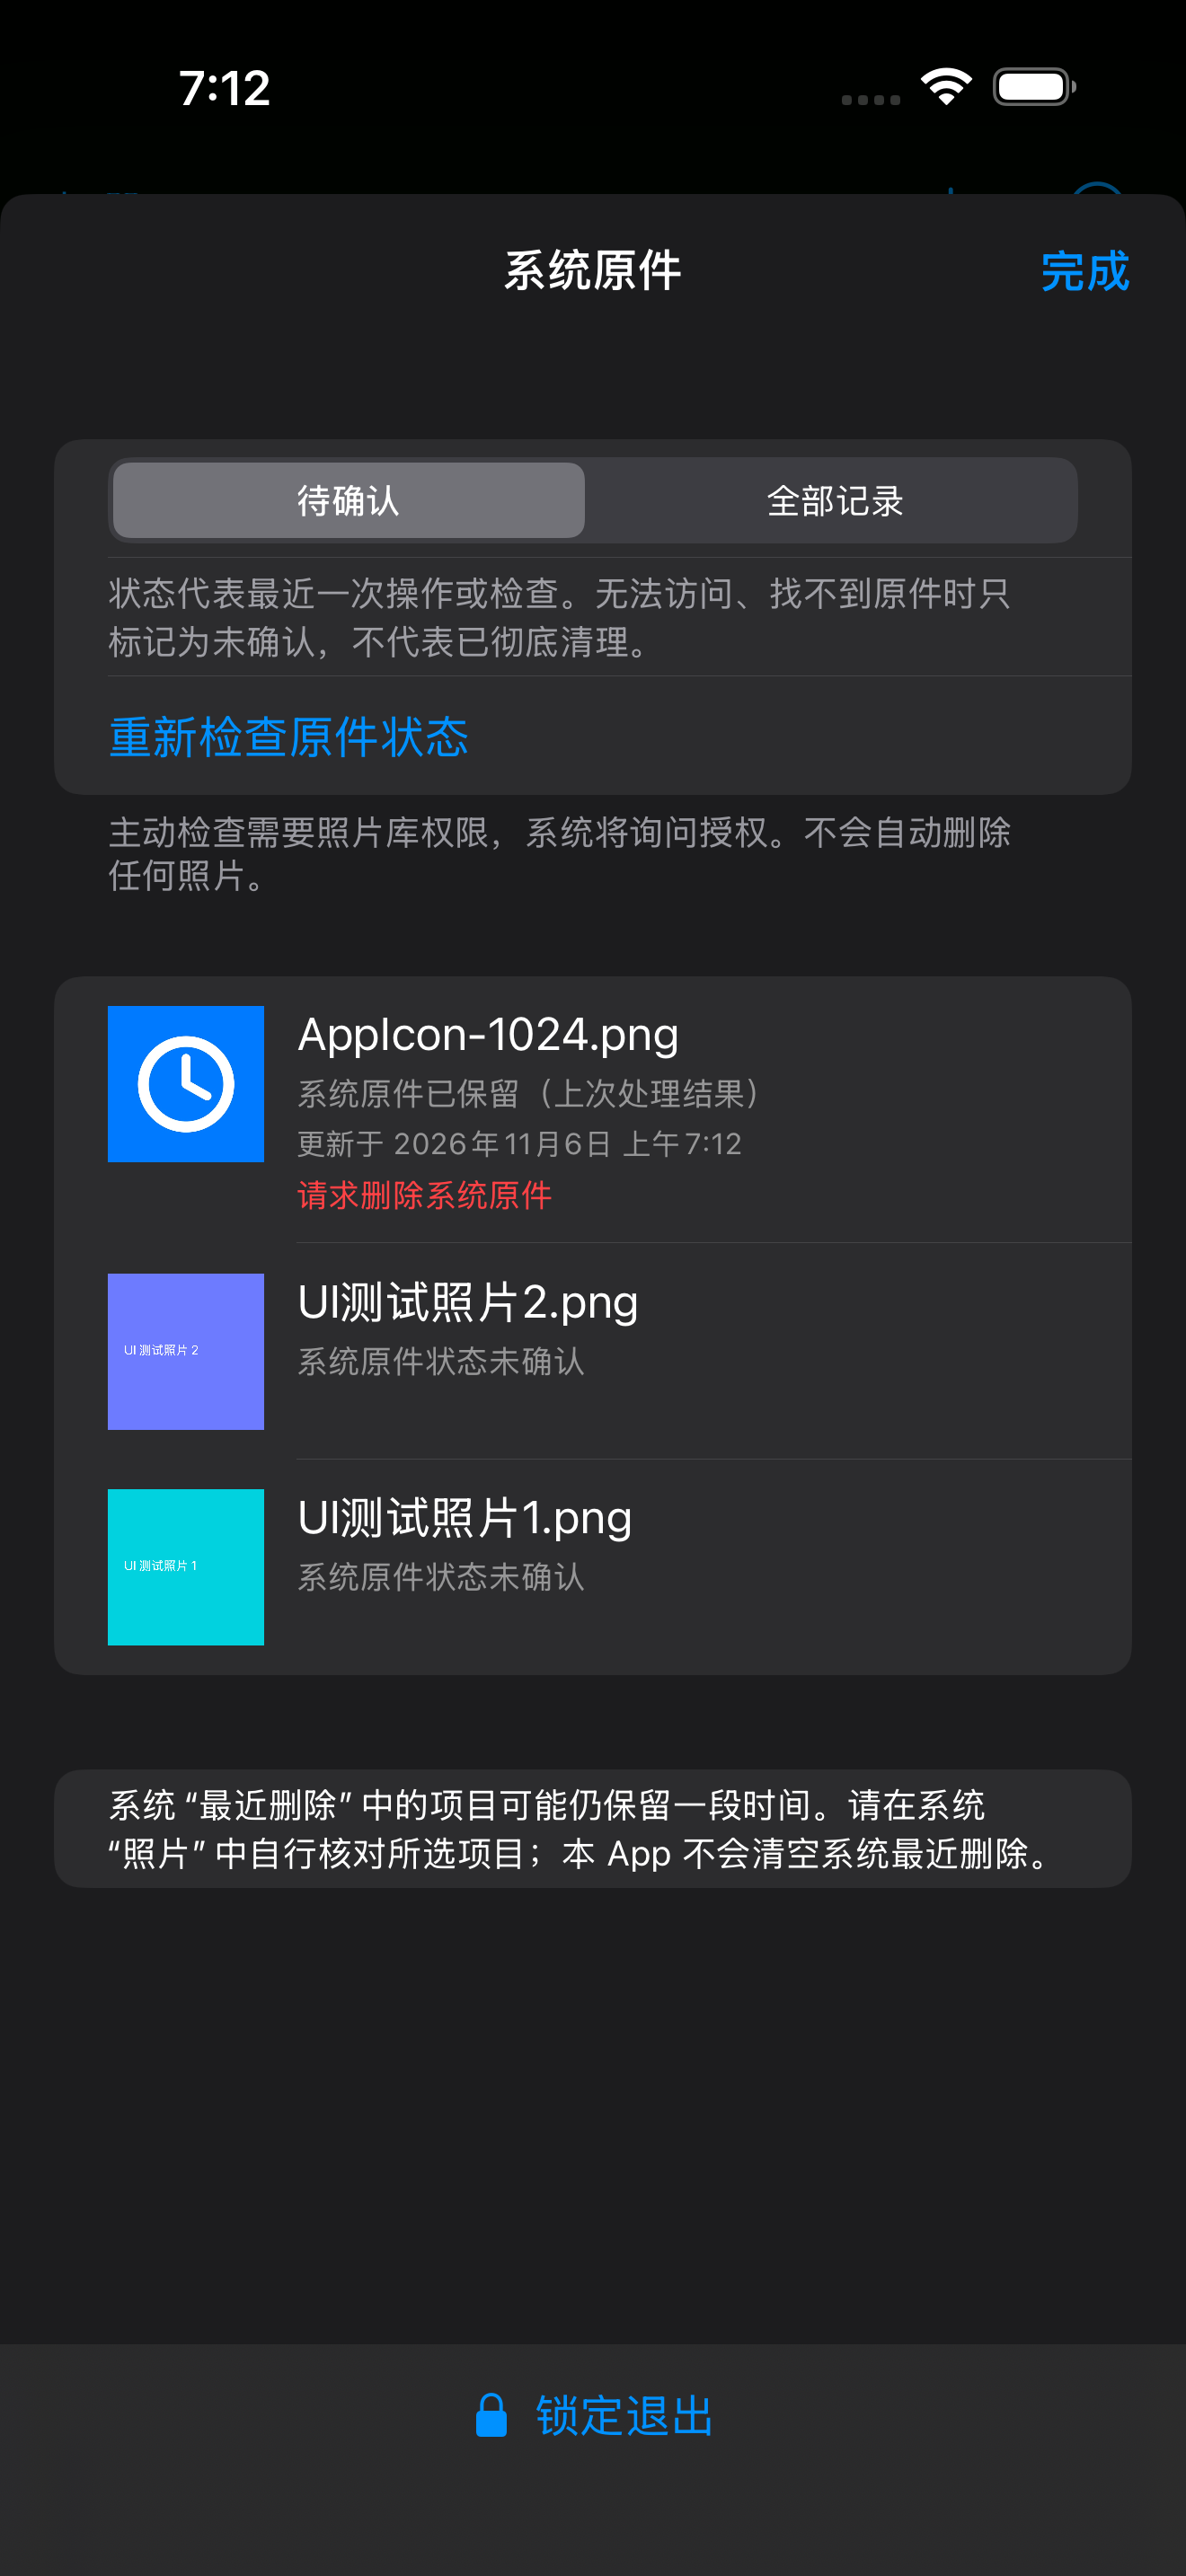 7:12
系统原件
完成
待确认
全部记录
状态代表最近一次操作或检查。无法访问、找不到原件时只
标记为未确认，不代表已彻底清理。
重新检查原件状态
主动检查需要照片库权限，系统将询问授权。不会自动删除
任何照片。
AppIcon-1024.png
系统原件已保留（上次处理结果）
更新于 2026年11月6日 上午7:12
请求删除系统原件
UI 测试照片 2
UI测试照片2.png
系统原件状态未确认
UI 测试照片 1
UI测试照片1.png
系统原件状态未确认
系统 “最近删除” 中的项目可能仍保留一段时间。请在系统
“照片” 中自行核对所选项目；本 App 不会清空系统最近删除。
锁定退出